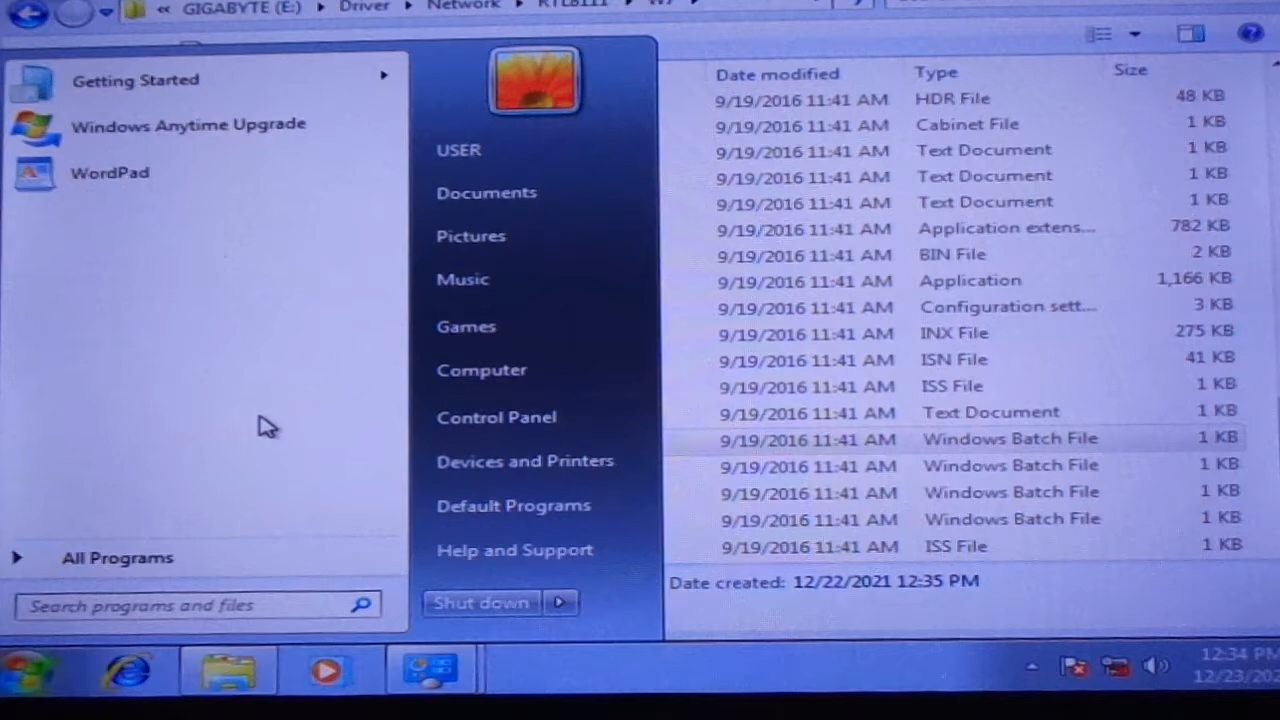 « GIGABYTE (E:) ▸ Driver ▸ Network ▸ RTL8111 ▸ W7 ▸
Getting Started
Windows Anytime Upgrade
WordPad
All Programs
Search programs and files
USER
Documents
Pictures
Music
Games
Computer
Control Panel
Devices and Printers
Default Programs
Help and Support
Shut down
Date modified Type Size
9/19/2016 11:41 AM HDR File 48 KB
9/19/2016 11:41 AM Cabinet File 1 KB
9/19/2016 11:41 AM Text Document 1 KB
9/19/2016 11:41 AM Text Document 1 KB
9/19/2016 11:41 AM Text Document 1 KB
9/19/2016 11:41 AM Application extens... 782 KB
9/19/2016 11:41 AM BIN File 2 KB
9/19/2016 11:41 AM Application 1,166 KB
9/19/2016 11:41 AM Configuration sett... 3 KB
9/19/2016 11:41 AM INX File 275 KB
9/19/2016 11:41 AM ISN File 41 KB
9/19/2016 11:41 AM ISS File 1 KB
9/19/2016 11:41 AM Text Document 1 KB
9/19/2016 11:41 AM Windows Batch File 1 KB
9/19/2016 11:41 AM Windows Batch File 1 KB
9/19/2016 11:41 AM Windows Batch File 1 KB
9/19/2016 11:41 AM Windows Batch File 1 KB
9/19/2016 11:41 AM ISS File 1 KB
Date created: 12/22/2021 12:35 PM
12:34 PM
12/23/202